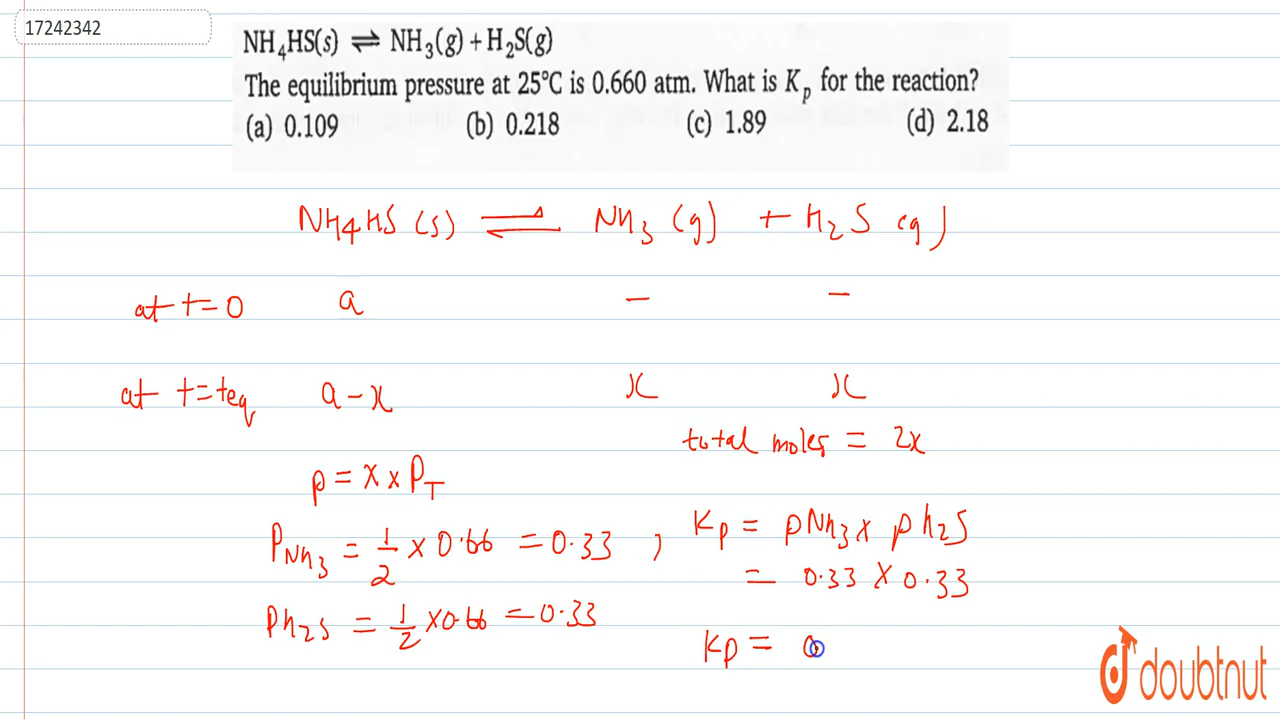 17242342
NH₄HS(s) ⇌ NH₃(g) + H₂S(g)
The equilibrium pressure at 25°C is 0.660 atm. What is Kₚ for the reaction?
(a) 0.109 (b) 0.218 (c) 1.89 (d) 2.18
NH4HS (s) ⇌ NH₃ (g) + H₂S (g)
at t=0 a – –
at t=teq a-x x x
total moles = 2x
p = x × P_T
P_NH₃ = 1/2 × 0.66 = 0.33 , Kp = pNH₃ × pH₂S
= 0.33 × 0.33
PH₂S = 1/2 × 0.66 = 0.33
Kp = 0
doubtnut